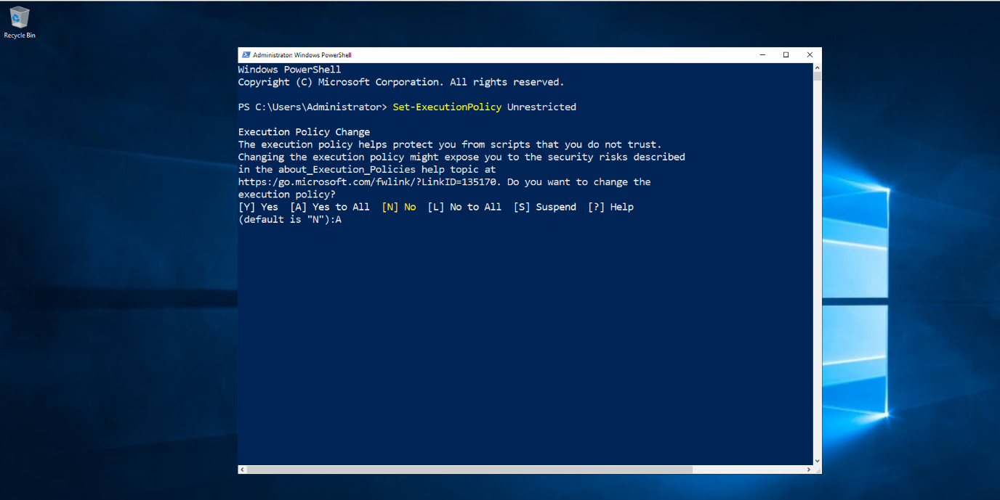 Recycle Bin
Administrator: Windows PowerShell
Windows PowerShell
Copyright (C) Microsoft Corporation. All rights reserved.
PS C:\Users\Administrator> Set-ExecutionPolicy Unrestricted
Execution Policy Change
The execution policy helps protect you from scripts that you do not trust.
Changing the execution policy might expose you to the security risks described
in the about_Execution_Policies help topic at
https:/go.microsoft.com/fwlink/?LinkID=135170. Do you want to change the
execution policy?
[Y] Yes  [A] Yes to All  [N] No  [L] No to All  [S] Suspend  [?] Help
(default is "N"):A